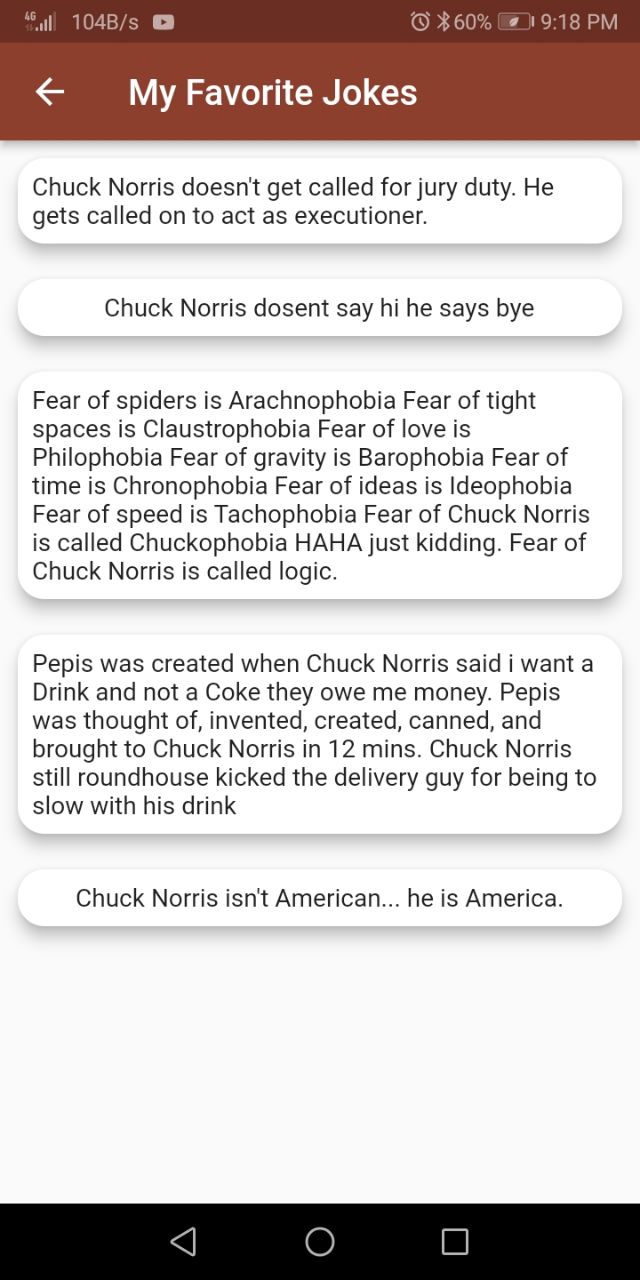 4G 104B/s 60% 9:18 PM
My Favorite Jokes
Chuck Norris doesn't get called for jury duty. He
gets called on to act as executioner.
Chuck Norris dosent say hi he says bye
Fear of spiders is Arachnophobia Fear of tight
spaces is Claustrophobia Fear of love is
Philophobia Fear of gravity is Barophobia Fear of
time is Chronophobia Fear of ideas is Ideophobia
Fear of speed is Tachophobia Fear of Chuck Norris
is called Chuckophobia HAHA just kidding. Fear of
Chuck Norris is called logic.
Pepis was created when Chuck Norris said i want a
Drink and not a Coke they owe me money. Pepis
was thought of, invented, created, canned, and
brought to Chuck Norris in 12 mins. Chuck Norris
still roundhouse kicked the delivery guy for being to
slow with his drink
Chuck Norris isn't American... he is America.